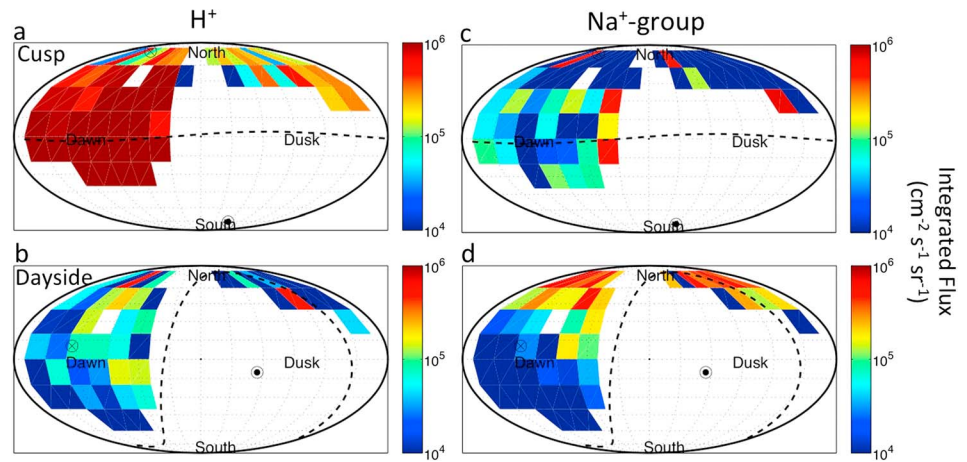 H⁺
Na⁺-group
a
Cusp
North
Dawn
Dusk
South
10⁶
10⁵
10⁴
c
North
Dawn
Dusk
South
10⁶
10⁵
10⁴
b
Dayside
North
Dawn
Dusk
South
10⁶
10⁵
10⁴
d
North
Dawn
Dusk
South
10⁶
10⁵
10⁴
Integrated Flux
(cm⁻² s⁻¹ sr⁻¹)